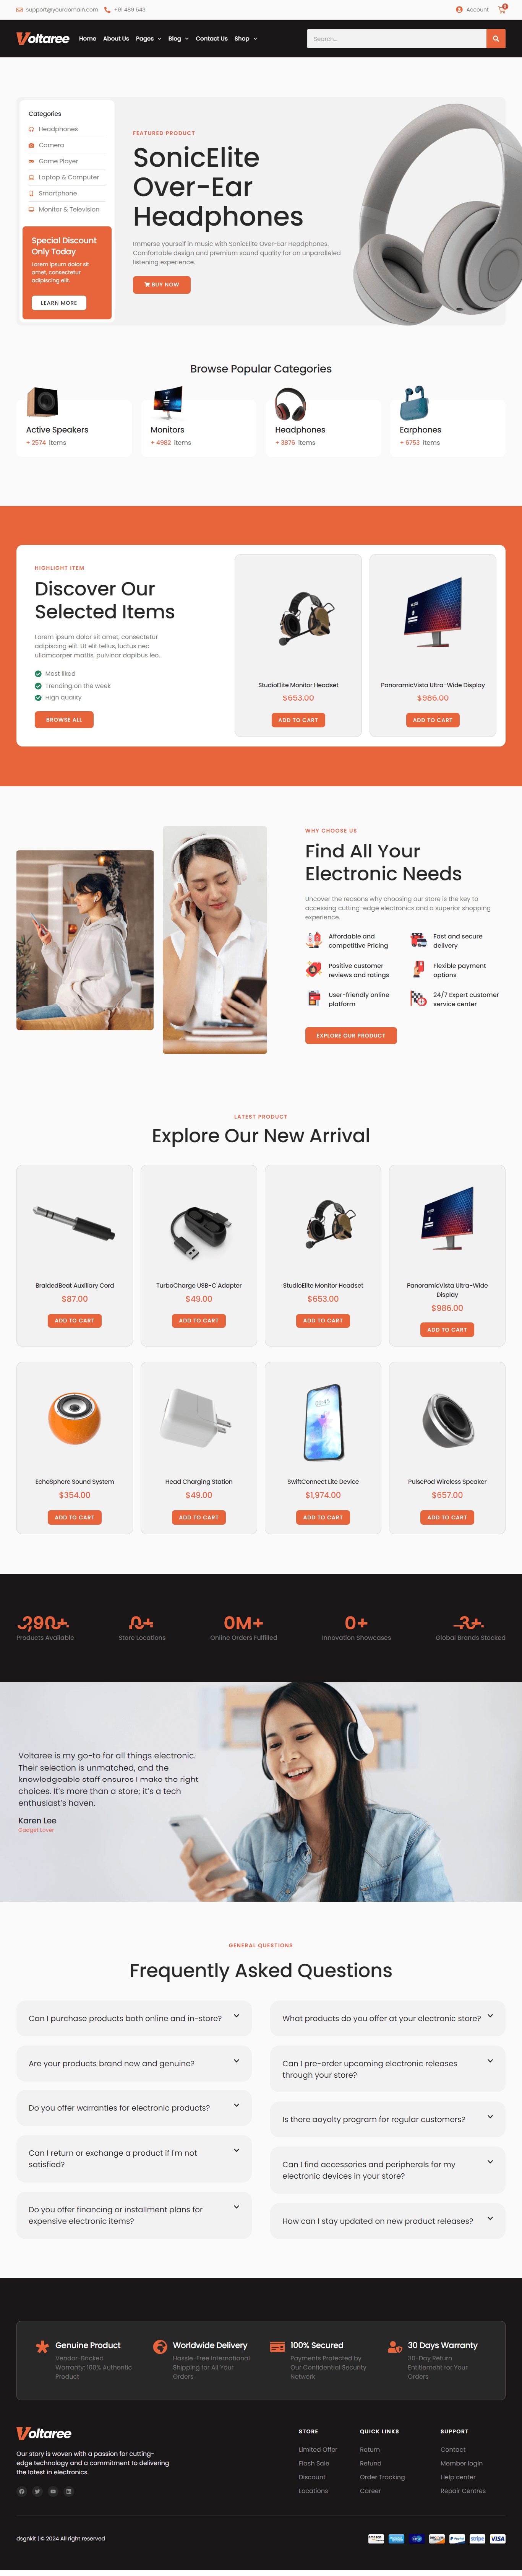 support@yourdomain.com +91 489 543 Account 0
Voltaree Home About Us Pages Blog Contact Us Shop Search...
Categories
Headphones
Camera
Game Player
Laptop & Computer
Smartphone
Monitor & Television
Special Discount
Only Today
Lorem ipsum dolor sit
amet, consectetur
adipiscing elit.
LEARN MORE
FEATURED PRODUCT
SonicElite
Over-Ear
Headphones
Immerse yourself in music with SonicElite Over-Ear Headphones.
Comfortable design and premium sound quality for an unparalleled
listening experience.
BUY NOW
Browse Popular Categories
Active Speakers
+ 2574 items
Monitors
+ 4982 items
Headphones
+ 3876 items
Earphones
+ 6753 items
HIGHLIGHT ITEM
Discover Our
Selected Items
Lorem ipsum dolor sit amet, consectetur
adipiscing elit. Ut elit tellus, luctus nec
ullamcorper mattis, pulvinar dapibus leo.
Most liked
Trending on the week
High quality
BROWSE ALL
StudioElite Monitor Headset
$653.00
ADD TO CART
PanoramicVista Ultra-Wide Display
$986.00
ADD TO CART
WHY CHOOSE US
Find All Your
Electronic Needs
Uncover the reasons why choosing our store is the key to
accessing cutting-edge electronics and a superior shopping
experience.
Affordable and
competitive Pricing
Fast and secure
delivery
Positive customer
reviews and ratings
Flexible payment
options
User-friendly online
platform
24/7 Expert customer
service center
EXPLORE OUR PRODUCT
LATEST PRODUCT
Explore Our New Arrival
BraidedBeat Auxiliary Cord
$87.00
ADD TO CART
TurboCharge USB-C Adapter
$49.00
ADD TO CART
StudioElite Monitor Headset
$653.00
ADD TO CART
PanoramicVista Ultra-Wide
Display
$986.00
ADD TO CART
EchoSphere Sound System
$354.00
ADD TO CART
Head Charging Station
$49.00
ADD TO CART
SwiftConnect Lite Device
$1,974.00
ADD TO CART
PulsePod Wireless Speaker
$657.00
ADD TO CART
0M+ 0+
Products Available Store Locations Online Orders Fulfilled Innovation Showcases Global Brands Stocked
Voltaree is my go-to for all things electronic.
Their selection is unmatched, and the
knowledgeable staff ensures I make the right
choices. It's more than a store; it's a tech
enthusiast's haven.
Karen Lee
Gadget Lover
GENERAL QUESTIONS
Frequently Asked Questions
Can I purchase products both online and in-store?
Are your products brand new and genuine?
Do you offer warranties for electronic products?
Can I return or exchange a product if I'm not
satisfied?
Do you offer financing or installment plans for
expensive electronic items?
What products do you offer at your electronic store?
Can I pre-order upcoming electronic releases
through your store?
Is there aoyalty program for regular customers?
Can I find accessories and peripherals for my
electronic devices in your store?
How can I stay updated on new product releases?
Genuine Product
Vendor-Backed
Warranty: 100% Authentic
Product
Worldwide Delivery
Hassle-Free International
Shipping for All Your
Orders
100% Secured
Payments Protected by
Our Confidential Security
Network
30 Days Warranty
30-Day Return
Entitlement for Your
Orders
Voltaree
Our story is woven with a passion for cutting-
edge technology and a commitment to delivering
the latest in electronics.
STORE
Limited Offer
Flash Sale
Discount
Locations
QUICK LINKS
Return
Refund
Order Tracking
Career
SUPPORT
Contact
Member login
Help center
Repair Centres
dsgnkit | © 2024 All right reserved
PayPal stripe VISA